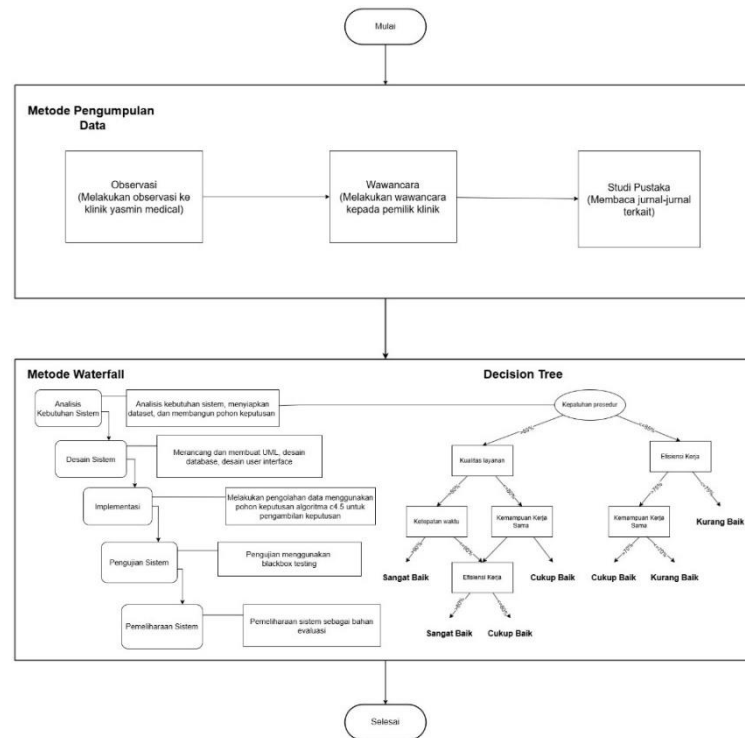 Mulai
Metode Pengumpulan
Data
Observasi
(Melakukan observasi ke
klinik yasmin medical)
Wawancara
(Melakukan wawancara
kepada pemilik klinik
Studi Pustaka
(Membaca jurnal-jurnal
terkait)
Metode Waterfall
Analisis
Kebutuhan Sistem
Analisis kebutuhan sistem, menyiapkan
dataset, dan membangun pohon keputusan
Desain Sistem
Merancang dan membuat UML, desain
database, desain user interface
Implementasi
Melakukan pengolahan data menggunakan
pohon keputusan algoritma c4.5 untuk
pengambilan keputusan
Pengujian Sistem
Pengujian menggunakan
blackbox testing
Pemeliharaan Sistem
Pemeliharaan sistem sebagai bahan
evaluasi
Decision Tree
Kepatuhan prosedur
Kualitas layanan
Efisiensi Kerja
Ketepatan waktu
Kemampuan Kerja
Sama
Kemampuan Kerja
Sama
Kurang Baik
Sangat Baik
Efisiensi Kerja
Cukup Baik
Cukup Baik
Kurang Baik
Sangat Baik
Cukup Baik
Selesai